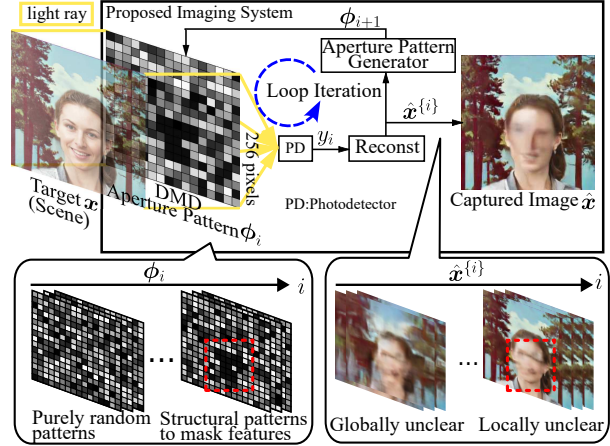 light ray
Proposed Imaging System
ϕ_{i+1}
Aperture Pattern
Generator
Loop Iteration
x̂^{i}
256 pixels
PD
y_i
Reconst
DMD
Target x
(Scene)
Aperture Pattern ϕ_i
PD:Photodetector
Captured Image x̂
ϕ_i
i
...
Purely random
patterns
Structural patterns
to mask features
x̂^{i}
i
...
Globally unclear
Locally unclear